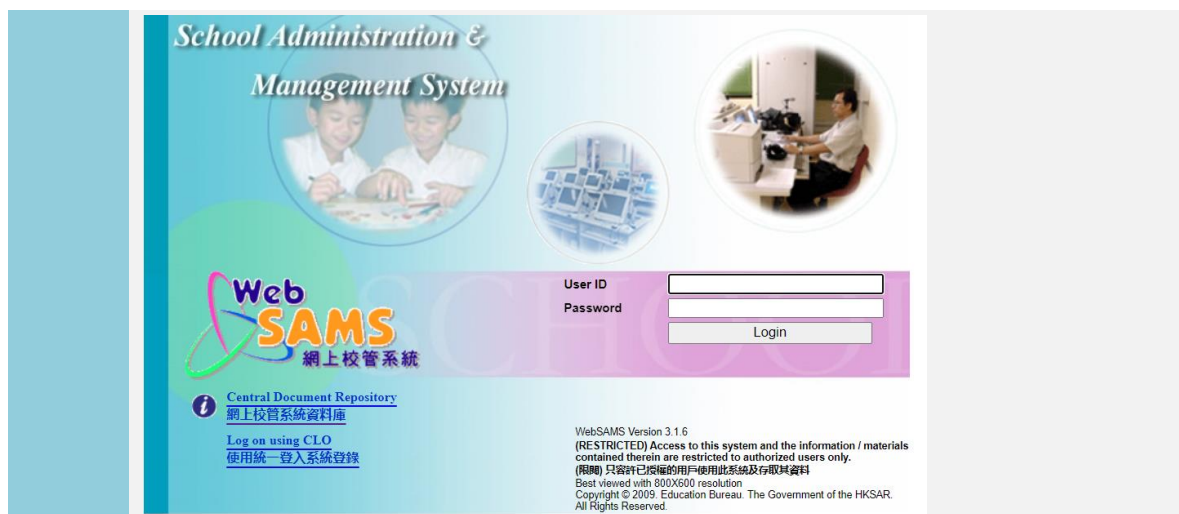 School Administration &
Management System
SCHOOL
User ID
Password
Login
Web
SAMS
網上校管系統
Central Document Repository
網上校管系統資料庫
Log on using CLO
使用統一登入系統登錄
WebSAMS Version 3.1.6
(RESTRICTED) Access to this system and the information / materials
contained therein are restricted to authorized users only.
(限閱) 只容許已授權的用戶使用此系統及存取其資料
Best viewed with 800X600 resolution
Copyright © 2009. Education Bureau. The Government of the HKSAR.
All Rights Reserved.